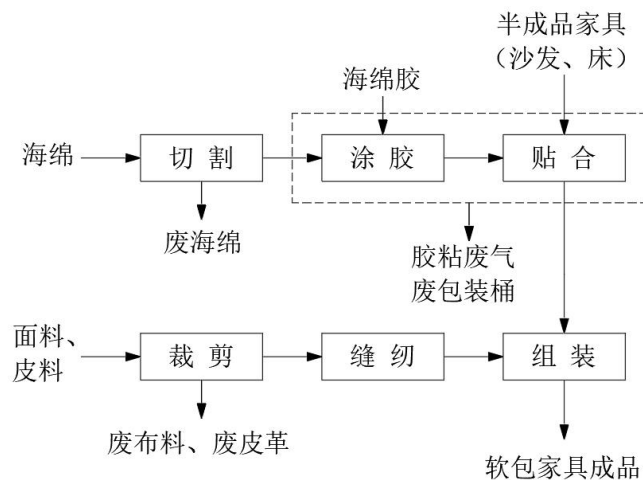 半成品家具
（沙发、床）
海绵胶
海绵
切 割
涂 胶
贴 合
废海绵
胶粘废气
废包装桶
面料、
皮料
裁 剪
缝 纫
组 装
废布料、废皮革
软包家具成品